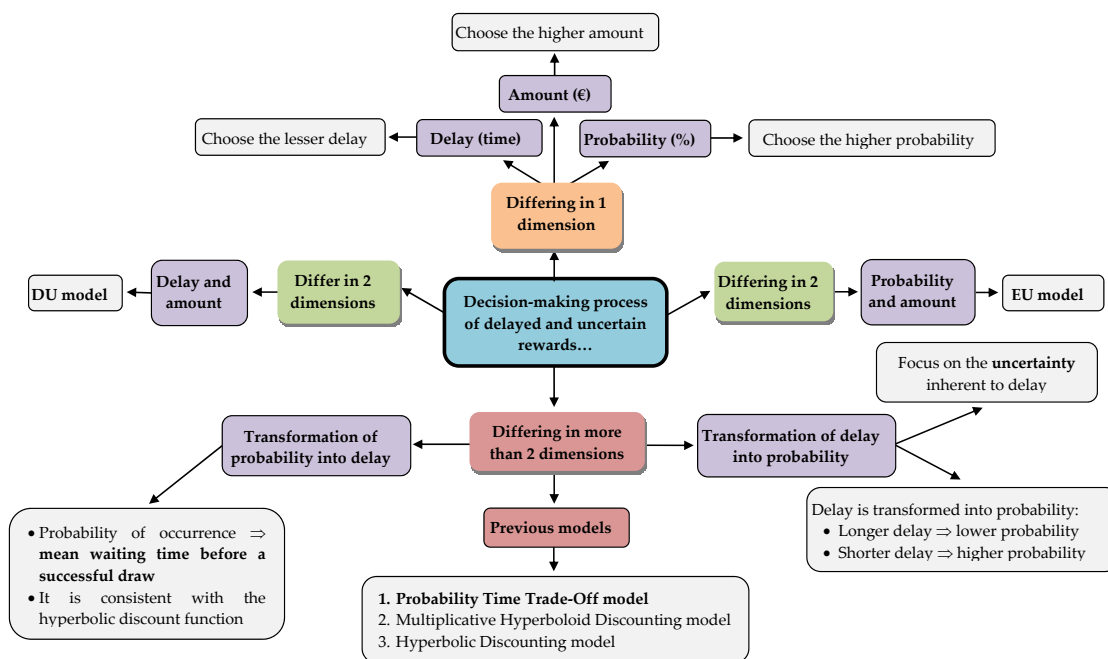 Choose the higher amount
Amount (€)
Choose the lesser delay
Delay (time)
Probability (%)
Choose the higher probability
Differing in 1
dimension
DU model
Delay and
amount
Differ in 2
dimensions
Decision-making process
of delayed and uncertain
rewards…
Differing in 2
dimensions
Probability
and amount
EU model
Focus on the uncertainty
inherent to delay
Transformation of
probability into delay
Differing in more
than 2 dimensions
Transformation of delay
into probability
• Probability of occurrence ⇒
mean waiting time before a
successful draw
• It is consistent with the
hyperbolic discount function
Previous models
Delay is transformed into probability:
• Longer delay ⇒ lower probability
• Shorter delay ⇒ higher probability
1. Probability Time Trade-Off model
2. Multiplicative Hyperboloid Discounting model
3. Hyperbolic Discounting model